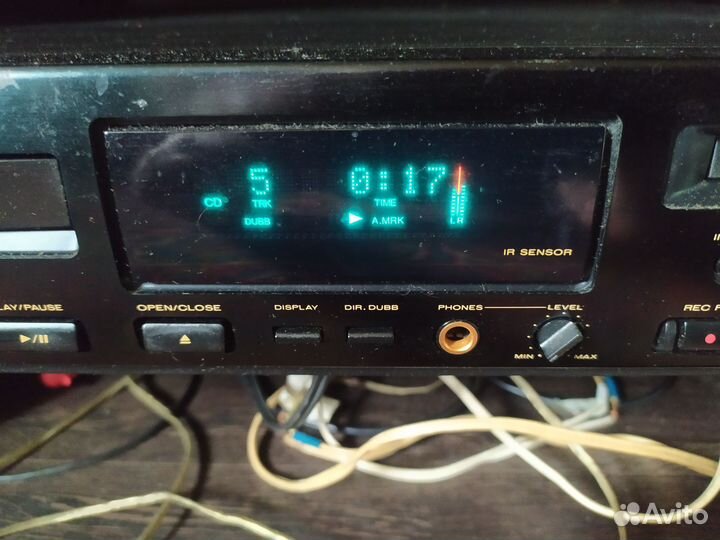 5 0:17
CD TRK TIME
DUBB A.MRK L R
IR SENSOR
LAY/PAUSE OPEN/CLOSE DISPLAY DIR. DUBB PHONES LEVEL REC
MIN MAX
Avito